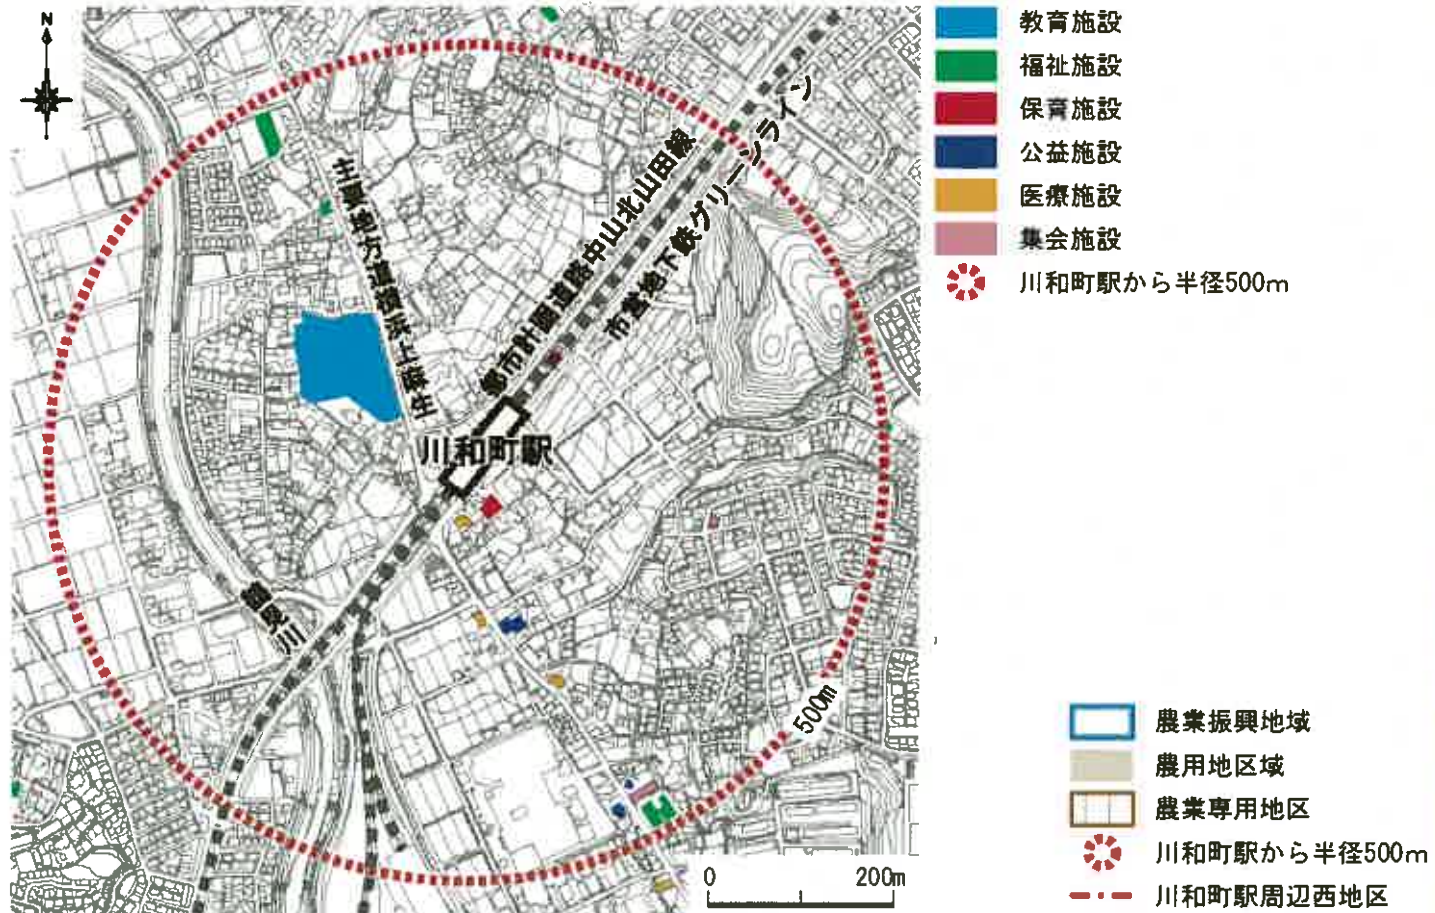 N
教育施設
福祉施設
保育施設
公益施設
医療施設
集会施設
川和町駅から半径500m
主要地方道横浜上麻生
都市計画道路中山北山田線
市営地下鉄グリーンライン
川和町駅
鶴見川
500m
0 200m
農業振興地域
農用地区域
農業専用地区
川和町駅から半径500m
川和町駅周辺西地区